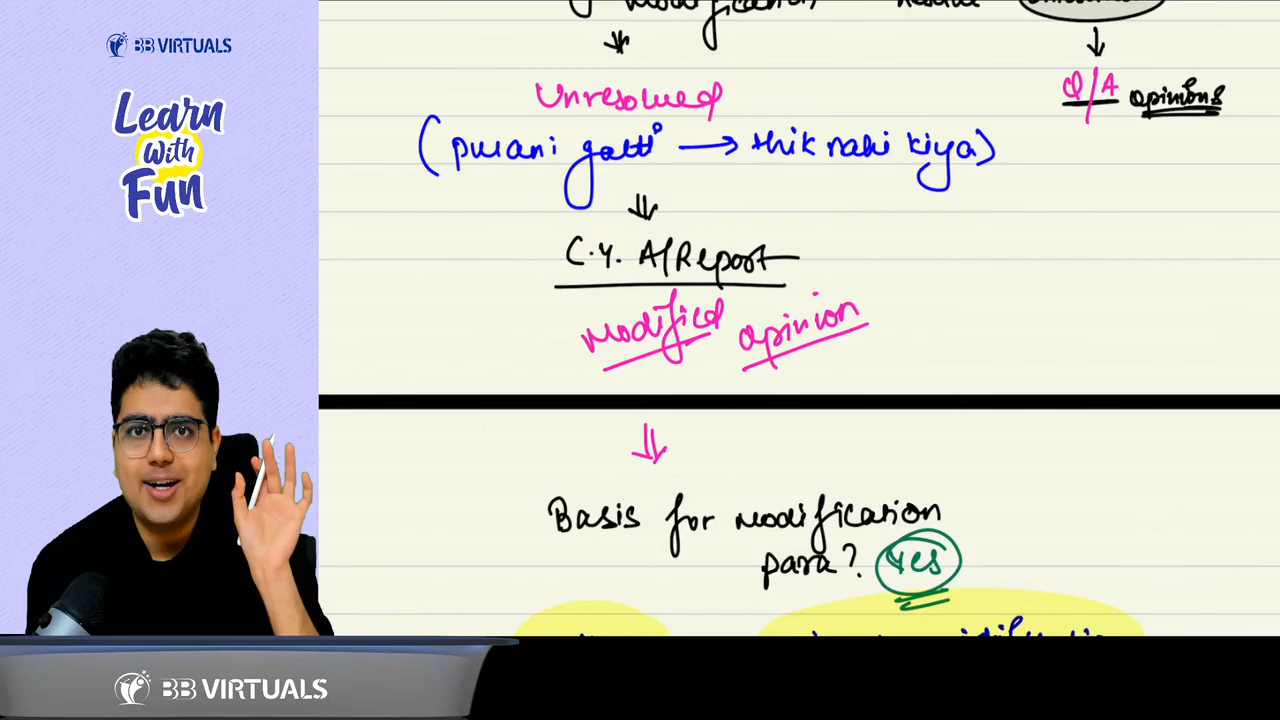 BB VIRTUALS
Learn
With
Fun
modification
Unresolved
Q/A opinions
(purani galti → thik nahi kiya)
C.Y. A/Report
modified opinion
Basis for modification
para? Yes
BB VIRTUALS